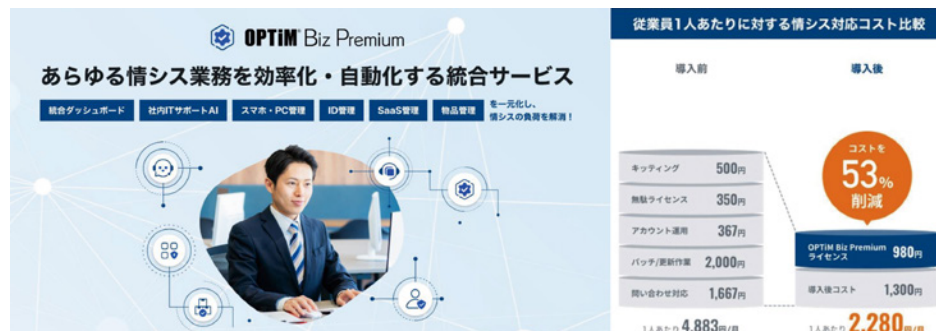 OPTiM Biz Premium
あらゆる情シス業務を効率化・自動化する統合サービス
統合ダッシュボード 社内ITサポートAI スマホ・PC管理 ID管理 SaaS管理 物品管理 を一元化し、
情シスの負荷を解消！
従業員1人あたりに対する情シス対応コスト比較
導入前 導入後
コストを
53%
削減
キッティング 500円
無駄ライセンス 350円
アカウント運用 367円
パッチ/更新作業 2,000円
問い合わせ対応 1,667円
1人あたり 4,883円/月
OPTiM Biz Premium
ライセンス 980円
導入後コスト 1,300円
1人あたり 2,280円/月